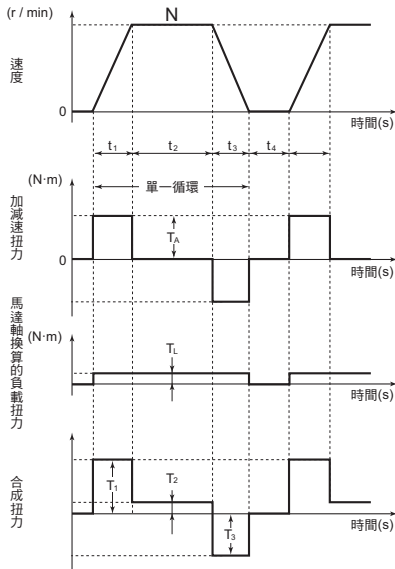 (r / min)
N
速度
0
時間(s)
t1 t2 t3 t4
(N·m)
單一循環
加減速扭力
TA
0
時間(s)
(N·m)
馬達軸換算的負載扭力
TL
時間(s)
合成扭力
T1
T2
T3
時間(s)